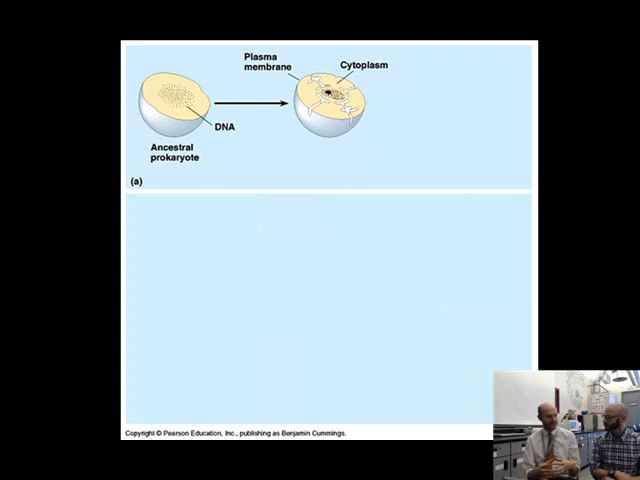 Plasma
membrane
Cytoplasm
DNA
Ancestral
prokaryote
(a)
Copyright © Pearson Education, Inc., publishing as Benjamin Cummings.